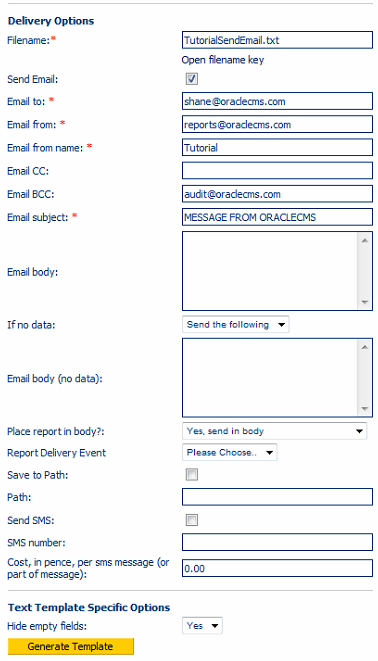 Delivery Options
Filename:* TutorialSendEmail.txt
Open filename key
Send Email:
Email to: * shane@oraclecms.com
Email from: * reports@oraclecms.com
Email from name: * Tutorial
Email CC:
Email BCC: audit@oraclecms.com
Email subject: * MESSAGE FROM ORACLECMS
Email body:
If no data: Send the following
Email body (no data):
Place report in body?: Yes, send in body
Report Delivery Event Please Choose..
Save to Path:
Path:
Send SMS:
SMS number:
Cost, in pence, per sms message (or
part of message): 0.00
Text Template Specific Options
Hide empty fields: Yes
Generate Template